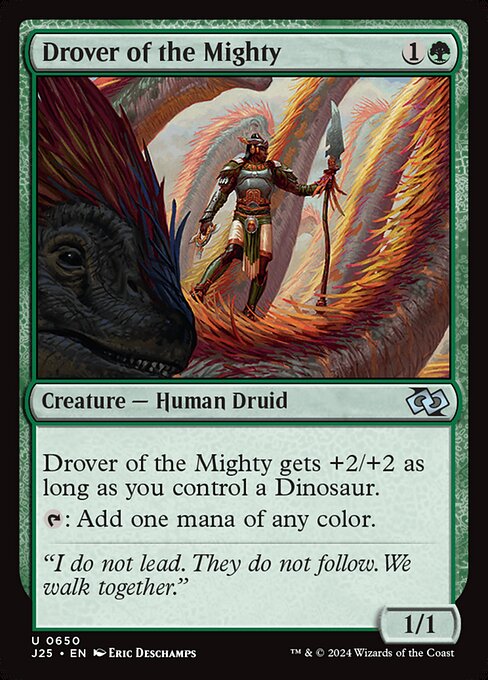 Drover of the Mighty 1
Creature — Human Druid
Drover of the Mighty gets +2/+2 as
long as you control a Dinosaur.
: Add one mana of any color.
“I do not lead. They do not follow. We
walk together.”
1/1
U 0650
J25 • EN Eric Deschamps
™ & © 2024 Wizards of the Coast